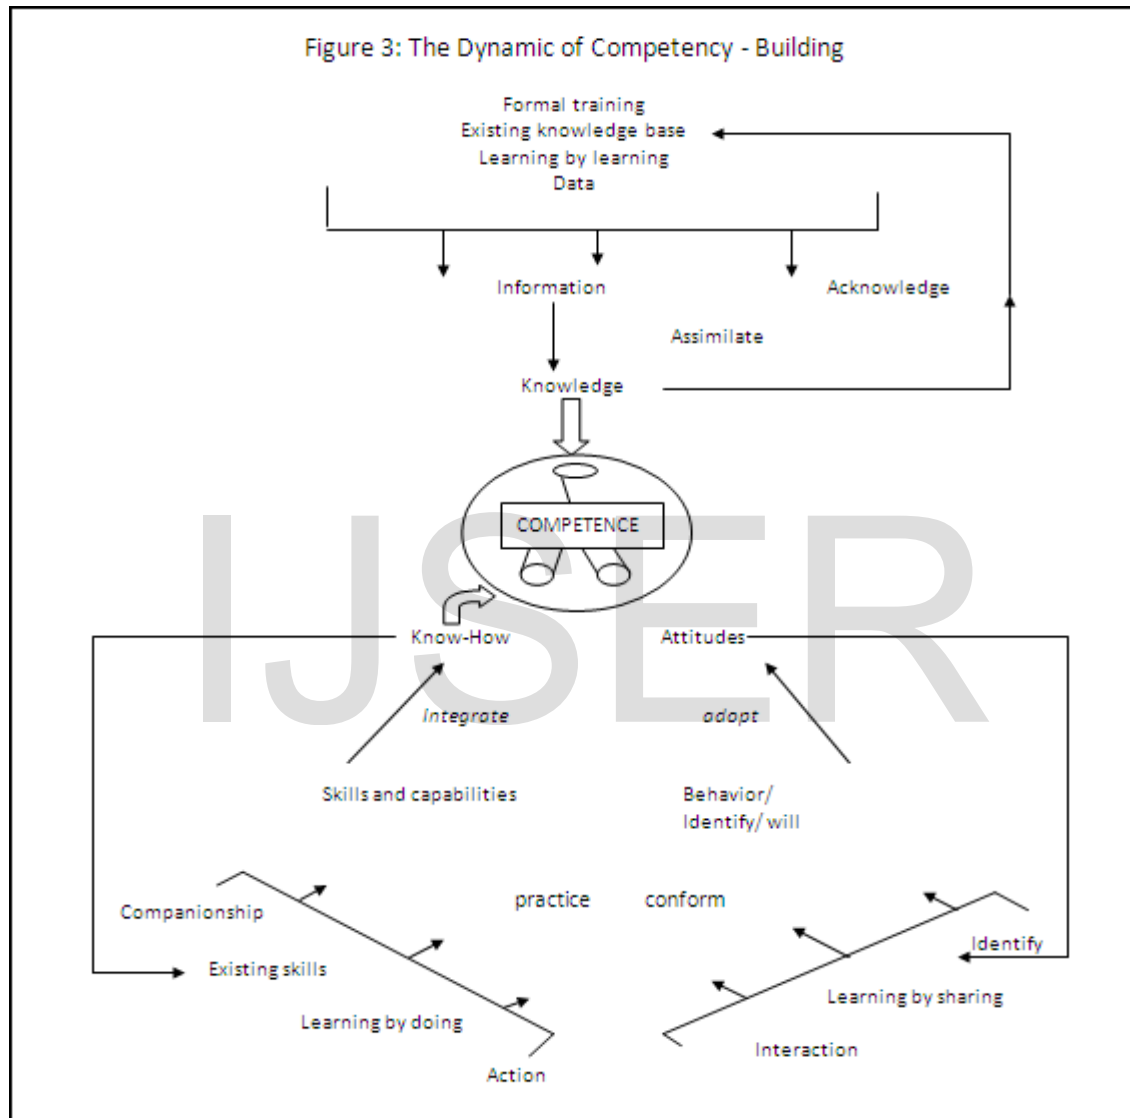 Figure 3: The Dynamic of Competency - Building
Formal training
Existing knowledge base
Learning by learning
Data
Information
Acknowledge
Assimilate
Knowledge
COMPETENCE
IJSER
Know-How
Attitudes
integrate
adopt
Skills and capabilities
Behavior/
Identify/ will
practice
conform
Companionship
Existing skills
Learning by doing
Action
Identify
Learning by sharing
Interaction